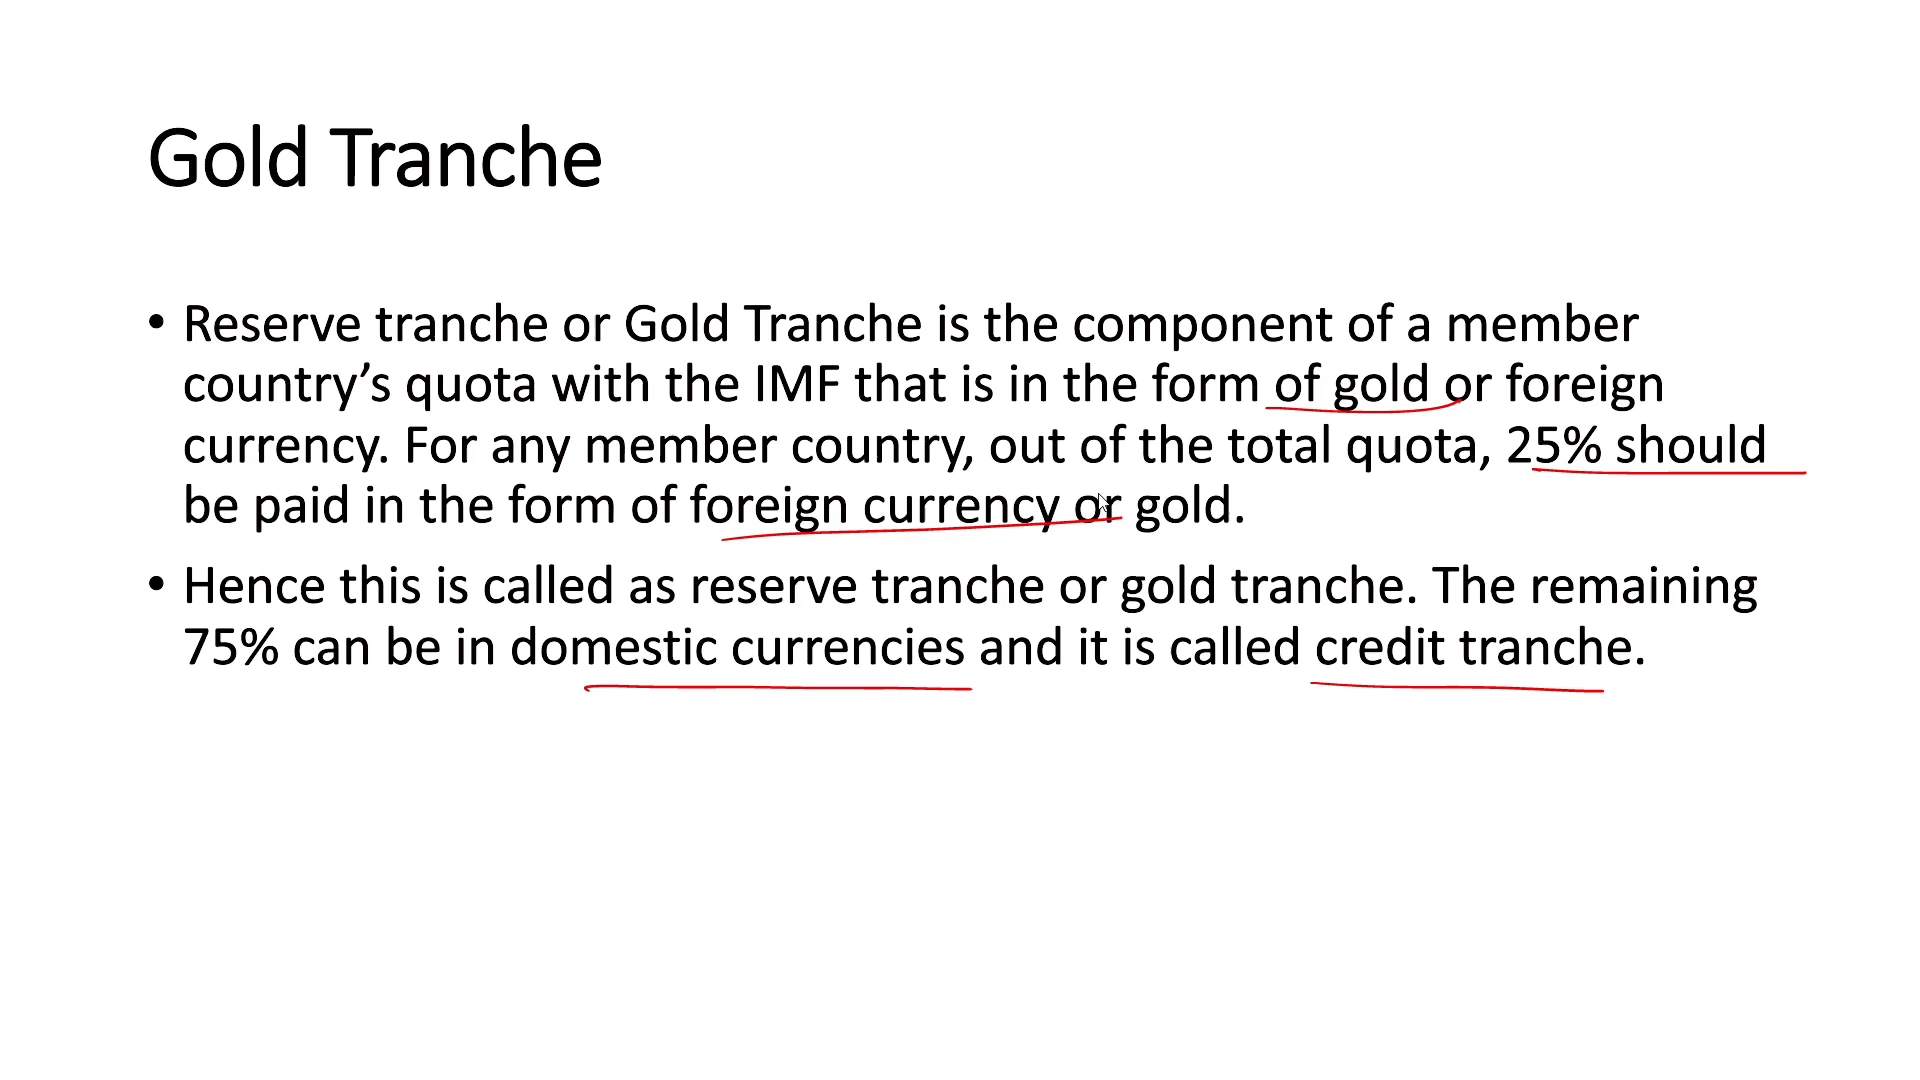 Gold Tranche
• Reserve tranche or Gold Tranche is the component of a member
country’s quota with the IMF that is in the form of gold or foreign
currency. For any member country, out of the total quota, 25% should
be paid in the form of foreign currency or gold.
• Hence this is called as reserve tranche or gold tranche. The remaining
75% can be in domestic currencies and it is called credit tranche.